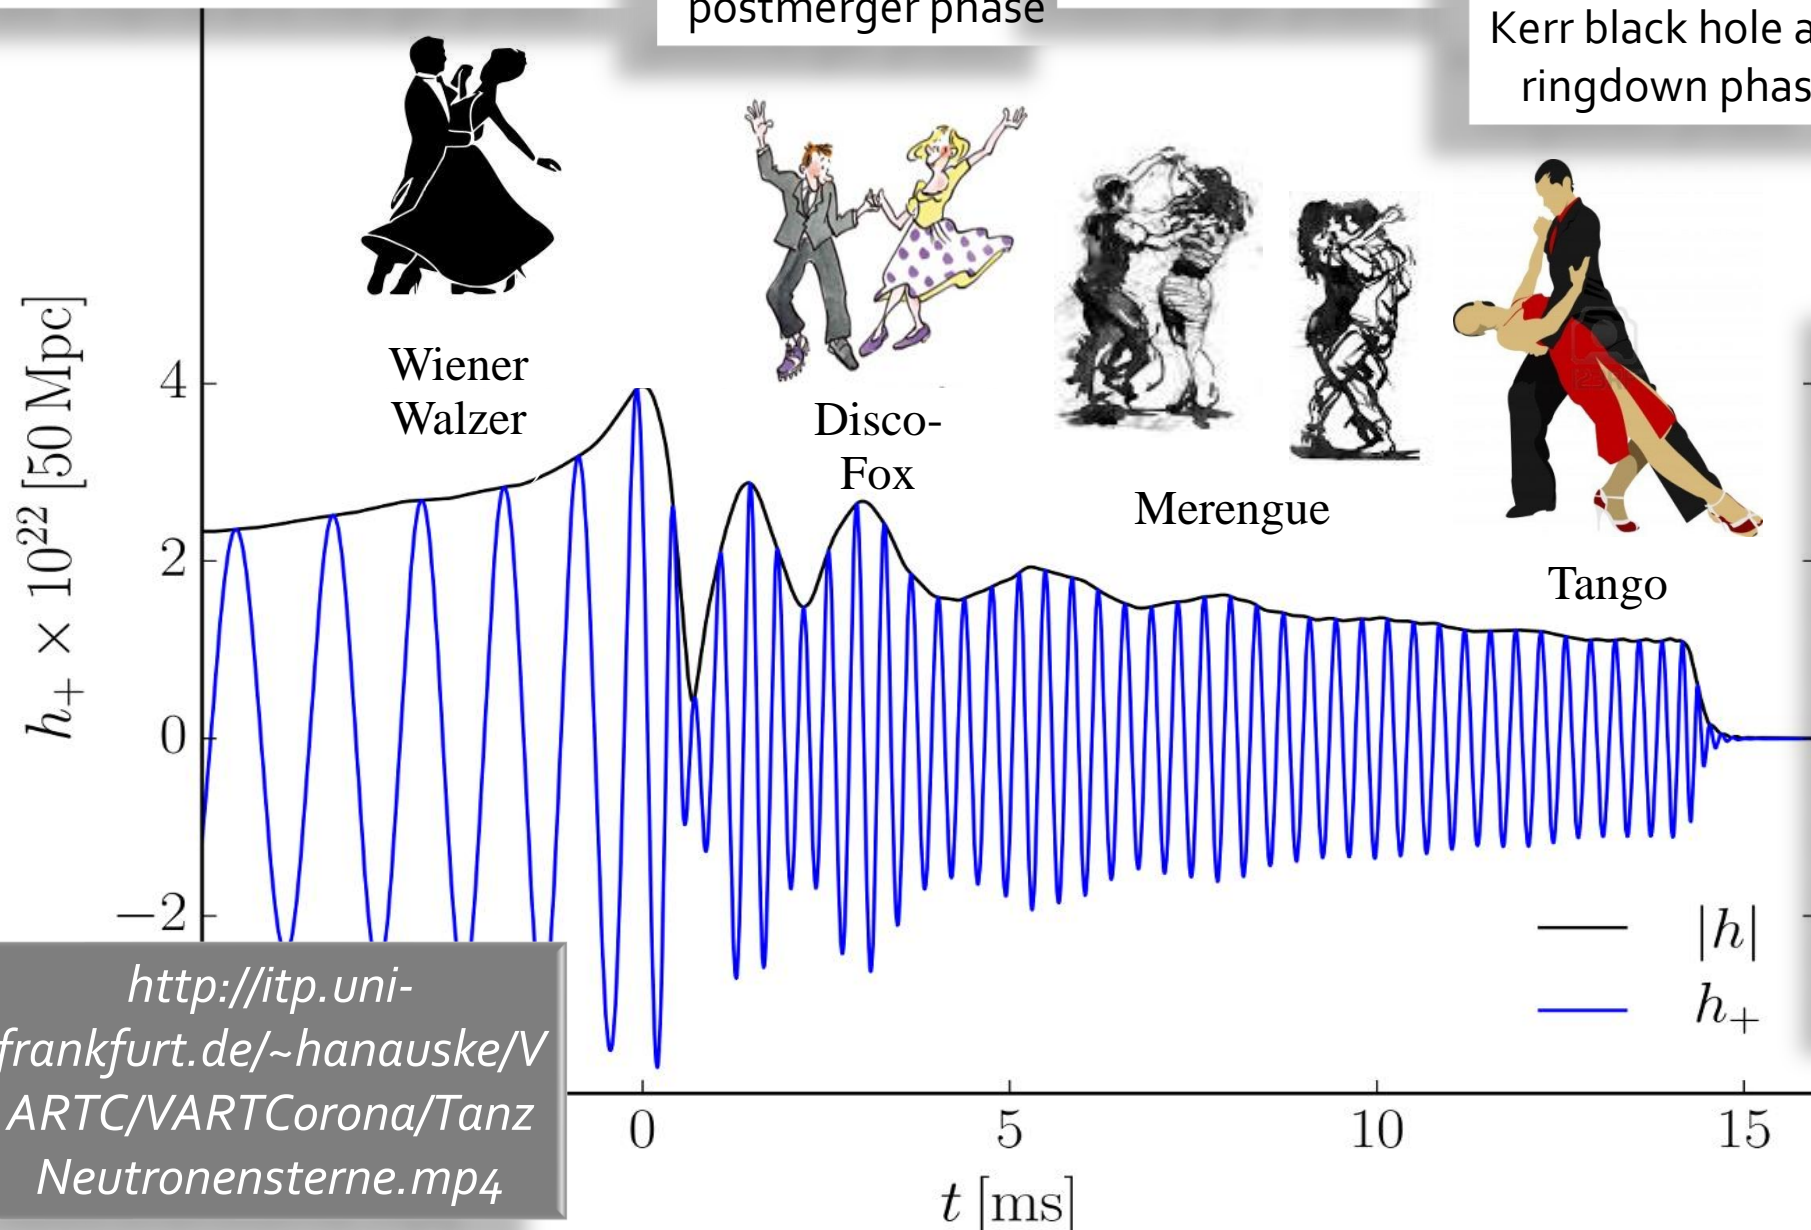 postmerger phase
Kerr black hole
ringdown
Wiener
Walzer
Disco-
Fox
Merengue
Tango
h₊ × 10²² [50 Mpc]
4
2
0
−2
|h|
h₊
http://itp.uni-
frankfurt.de/~hanauske/V
ARTC/VARTCorona/Tanz
Neutronensterne.mp4
0
5
10
15
t [ms]